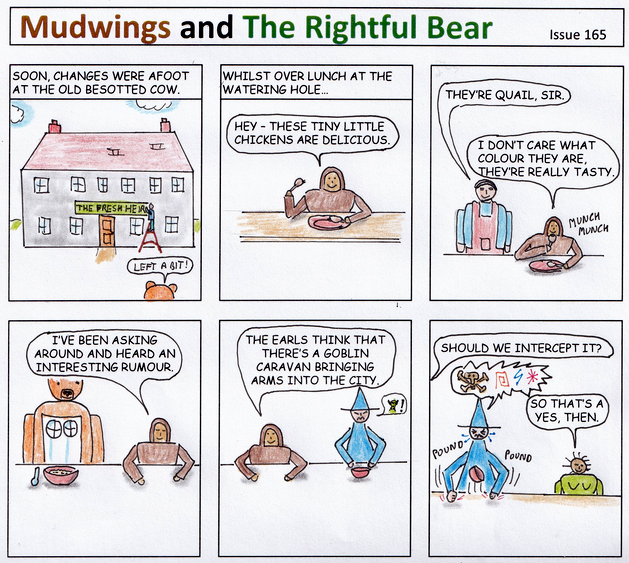 Mudwings and The Rightful Bear
Issue 165
SOON, CHANGES WERE AFOOT
AT THE OLD BESOTTED COW.
THE FRESH HEIR
LEFT A BIT!
WHILST OVER LUNCH AT THE
WATERING HOLE...
HEY - THESE TINY LITTLE
CHICKENS ARE DELICIOUS.
THEY'RE QUAIL, SIR.
I DON'T CARE WHAT
COLOUR THEY ARE,
THEY'RE REALLY TASTY.
MUNCH
MUNCH
I'VE BEEN ASKING
AROUND AND HEARD AN
INTERESTING RUMOUR.
THE EARLS THINK THAT
THERE'S A GOBLIN
CARAVAN BRINGING
ARMS INTO THE CITY.
!
SHOULD WE INTERCEPT IT?
SO THAT'S A
YES, THEN.
POUND
POUND